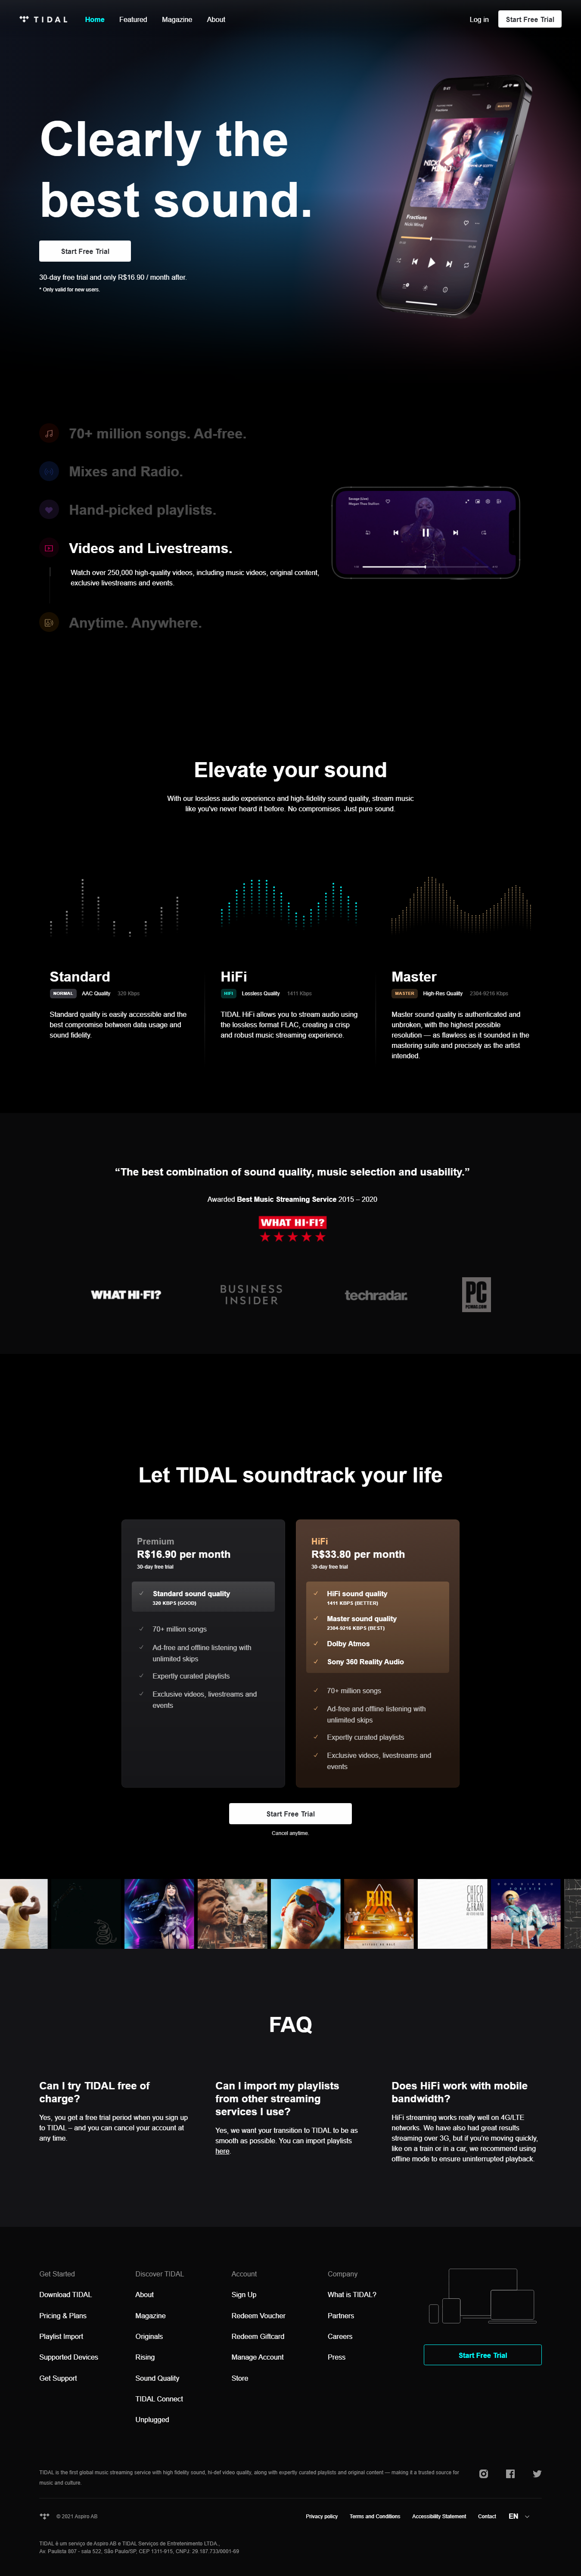 TIDAL Home Featured Magazine About Log in Start Free Trial
Clearly the
best sound.
Start Free Trial
30-day free trial and only R$16.90 / month after.
* Only valid for new users.
NICKI MINAJ
Fractions
Nicki Minaj
70+ million songs. Ad-free.
Mixes and Radio.
Hand-picked playlists.
Videos and Livestreams.
Watch over 250,000 high-quality videos, including music videos, original content,
exclusive livestreams and events.
Anytime. Anywhere.
Megan Thee Stallion
Elevate your sound
With our lossless audio experience and high-fidelity sound quality, stream music
like you've never heard it before. No compromises. Just pure sound.
Standard
NORMAL AAC Quality 320 Kbps
Standard quality is easily accessible and the
best compromise between data usage and
sound fidelity.
HiFi
HIFI Lossless Quality 1411 Kbps
TIDAL HiFi allows you to stream audio using
the lossless format FLAC, creating a crisp
and robust music streaming experience.
Master
MASTER High-Res Quality 2304-9216 Kbps
Master sound quality is authenticated and
unbroken, with the highest possible
resolution — as flawless as it sounded in the
mastering suite and precisely as the artist
intended.
“The best combination of sound quality, music selection and usability.”
Awarded Best Music Streaming Service 2015 – 2020
WHAT HI-FI?
WHAT HI-FI?
BUSINESS
INSIDER
techradar.
PC
PCMAG.COM
Let TIDAL soundtrack your life
Premium
R$16.90 per month
30-day free trial
Standard sound quality
320 KBPS (GOOD)
70+ million songs
Ad-free and offline listening with
unlimited skips
Expertly curated playlists
Exclusive videos, livestreams and
events
HiFi
R$33.80 per month
30-day free trial
HiFi sound quality
1411 KBPS (BETTER)
Master sound quality
2304-9216 KBPS (BEST)
Dolby Atmos
Sony 360 Reality Audio
70+ million songs
Ad-free and offline listening with
unlimited skips
Expertly curated playlists
Exclusive videos, livestreams and
events
Start Free Trial
Cancel anytime.
FAQ
Can I try TIDAL free of
charge?
Yes, you get a free trial period when you sign up
to TIDAL – and you can cancel your account at
any time.
Can I import my playlists
from other streaming
services I use?
Yes, we want your transition to TIDAL to be as
smooth as possible. You can import playlists
here.
Does HiFi work with mobile
bandwidth?
HiFi streaming works really well on 4G/LTE
networks. We have also had great results
streaming over 3G, but if you're moving quickly,
like on a train or in a car, we recommend using
offline mode to ensure uninterrupted playback.
Get Started
Download TIDAL
Pricing & Plans
Playlist Import
Supported Devices
Get Support
Discover TIDAL
About
Magazine
Originals
Rising
Sound Quality
TIDAL Connect
Unplugged
Account
Sign Up
Redeem Voucher
Redeem Giftcard
Manage Account
Store
Company
What is TIDAL?
Partners
Careers
Press
Start Free Trial
TIDAL is the first global music streaming service with high fidelity sound, hi-def video quality, along with expertly curated playlists and original content — making it a trusted source for
music and culture.
© 2021 Aspiro AB Privacy policy Terms and Conditions Accessibility Statement Contact EN
TIDAL é um serviço de Aspiro AB e TIDAL Serviços de Entretenimento LTDA.,
Av. Paulista 807 - sala 522, São Paulo/SP, CEP 1311-915, CNPJ: 29.187.733/0001-69